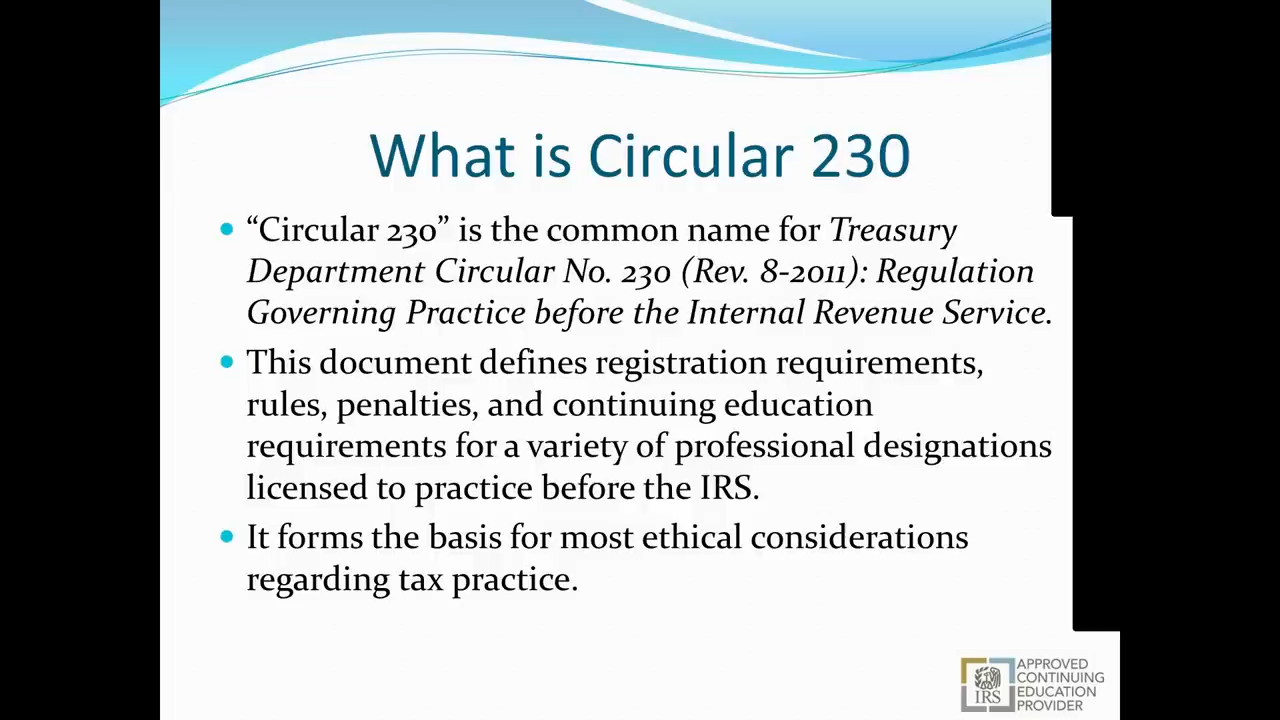 What is Circular 230
“Circular 230” is the common name for Treasury
Department Circular No. 230 (Rev. 8-2011): Regulation
Governing Practice before the Internal Revenue Service.
This document defines registration requirements,
rules, penalties, and continuing education
requirements for a variety of professional designations
licensed to practice before the IRS.
It forms the basis for most ethical considerations
regarding tax practice.
IRS
APPROVED
CONTINUING
EDUCATION
PROVIDER